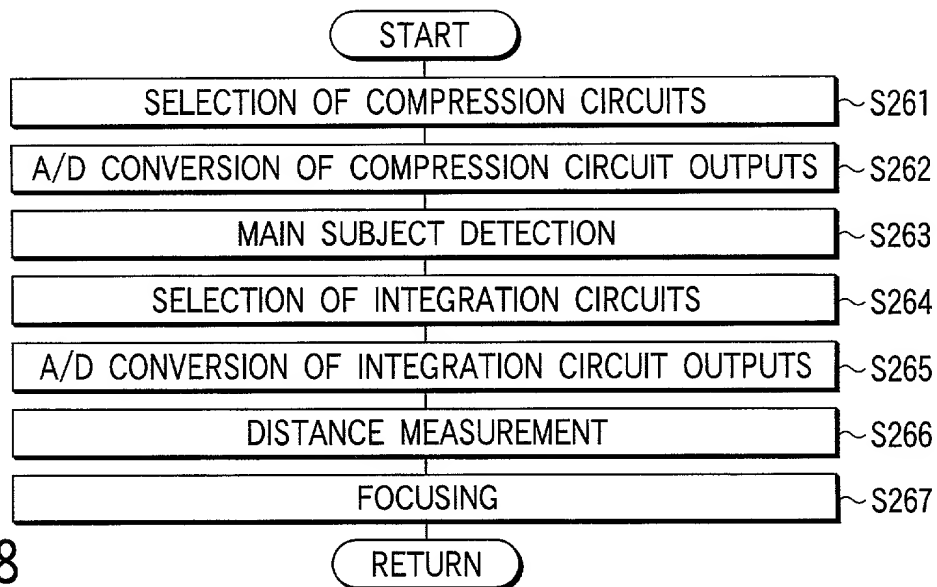 START
SELECTION OF COMPRESSION CIRCUITS ~S261
A/D CONVERSION OF COMPRESSION CIRCUIT OUTPUTS ~S262
MAIN SUBJECT DETECTION ~S263
SELECTION OF INTEGRATION CIRCUITS ~S264
A/D CONVERSION OF INTEGRATION CIRCUIT OUTPUTS ~S265
DISTANCE MEASUREMENT ~S266
FOCUSING ~S267
8
RETURN